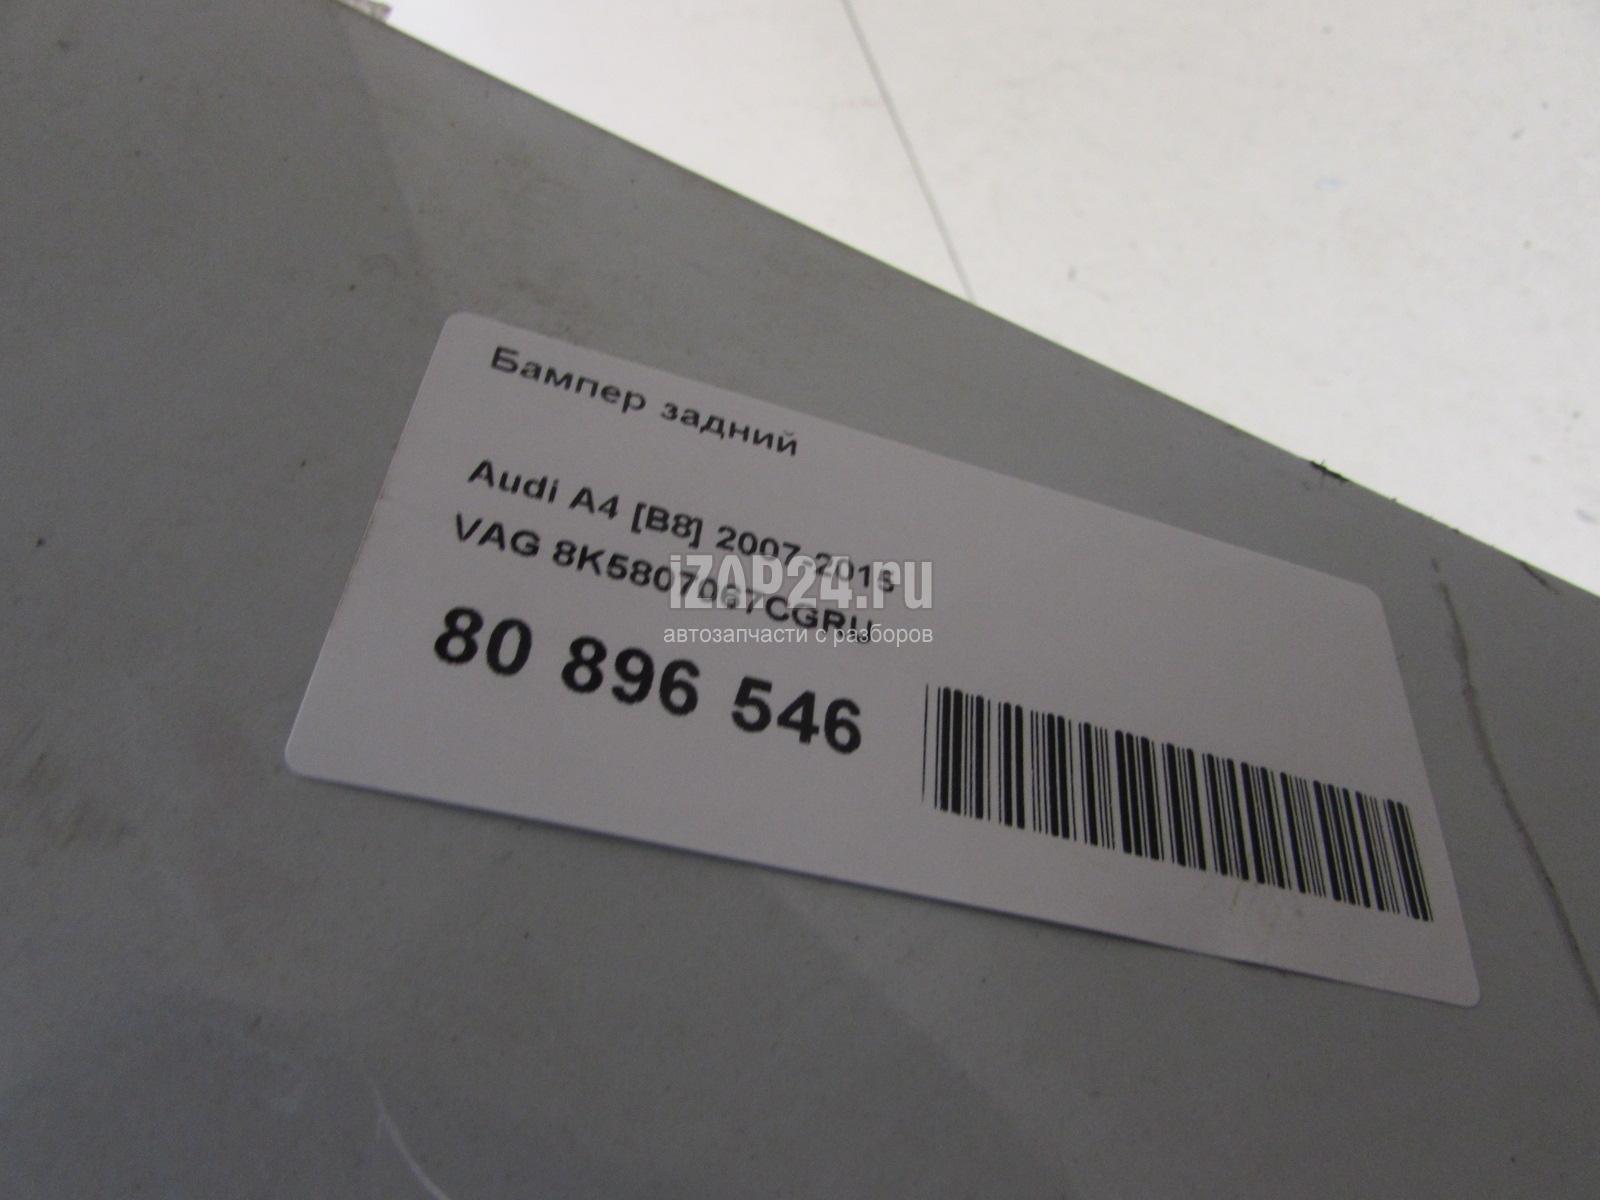 Бампер задний
Audi A4 [B8] 2007-2015
VAG 8K5807067CGRU
80 896 546
iZAP24.ru
автозапчасти с разборов